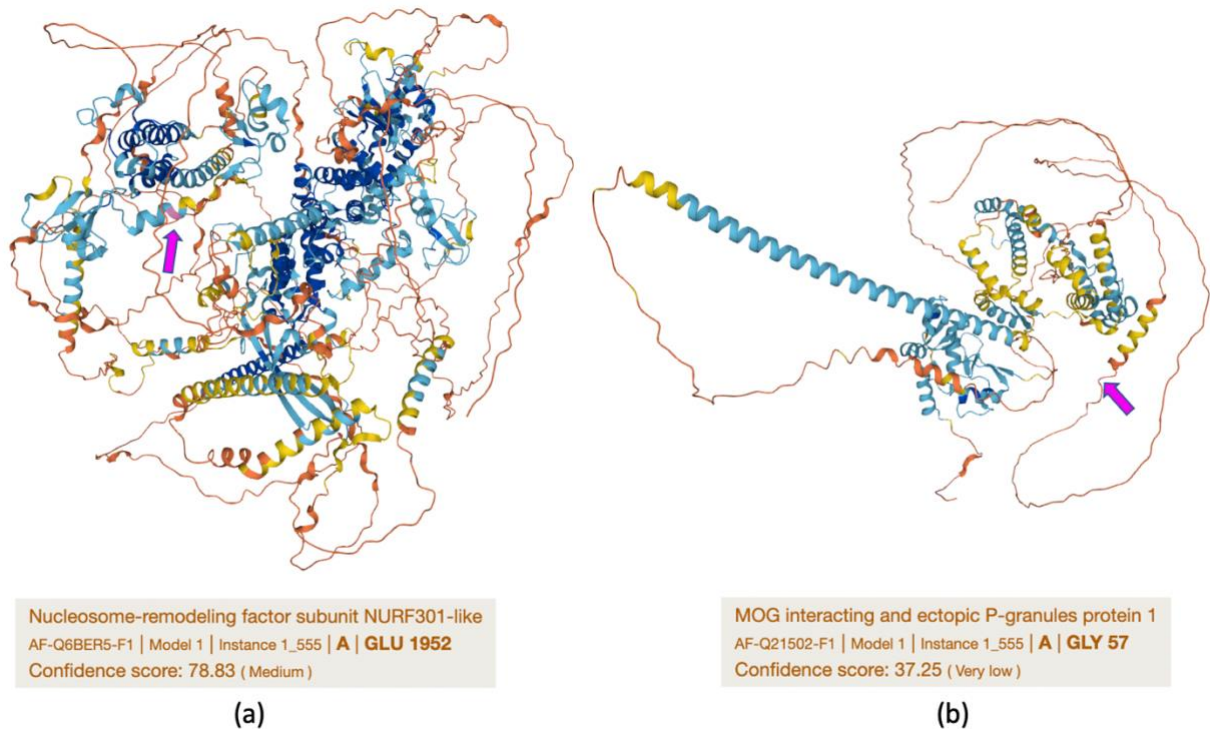 Nucleosome-remodeling factor subunit NURF301-like
AF-Q6BER5-F1 | Model 1 | Instance 1_555 | A | GLU 1952
Confidence score: 78.83 ( Medium )
(a)
MOG interacting and ectopic P-granules protein 1
AF-Q21502-F1 | Model 1 | Instance 1_555 | A | GLY 57
Confidence score: 37.25 ( Very low )
(b)